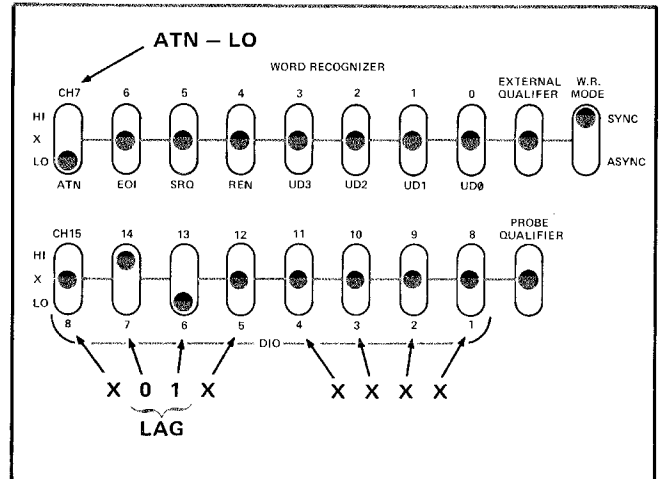 ATN – LO
WORD RECOGNIZER
CH7 6 5 4 3 2 1 0 EXTERNAL QUALIFER W.R. MODE
HI
X
LO
SYNC
ASYNC
ATN EOI SRQ REN UD3 UD2 UD1 UD0
CH15 14 13 12 11 10 9 8 PROBE QUALIFIER
HI
X
LO
8 7 6 5 4 3 2 1
DIO
X 0 1 X X X X X
LAG